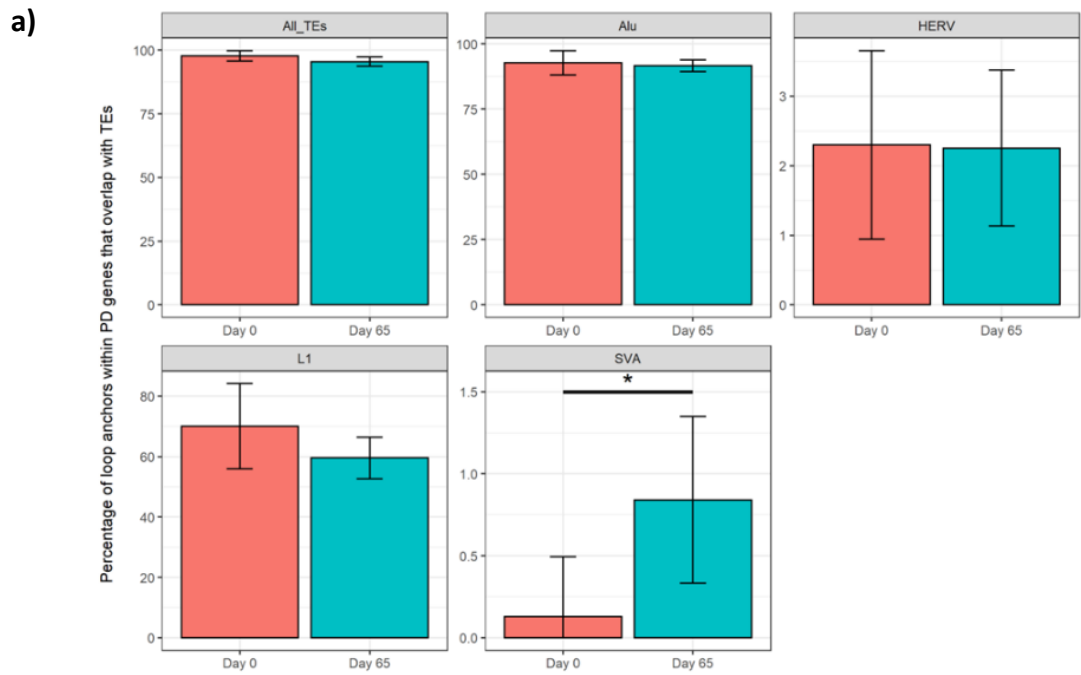 a)
Percentage of loop anchors within PD genes that overlap with TEs
All_TEs
100
75
50
25
0
Day 0 Day 65
Alu
100
75
50
25
0
Day 0 Day 65
HERV
3
2
1
0
Day 0 Day 65
L1
80
60
40
20
0
Day 0 Day 65
SVA
*
1.5
1.0
0.5
0.0
Day 0 Day 65